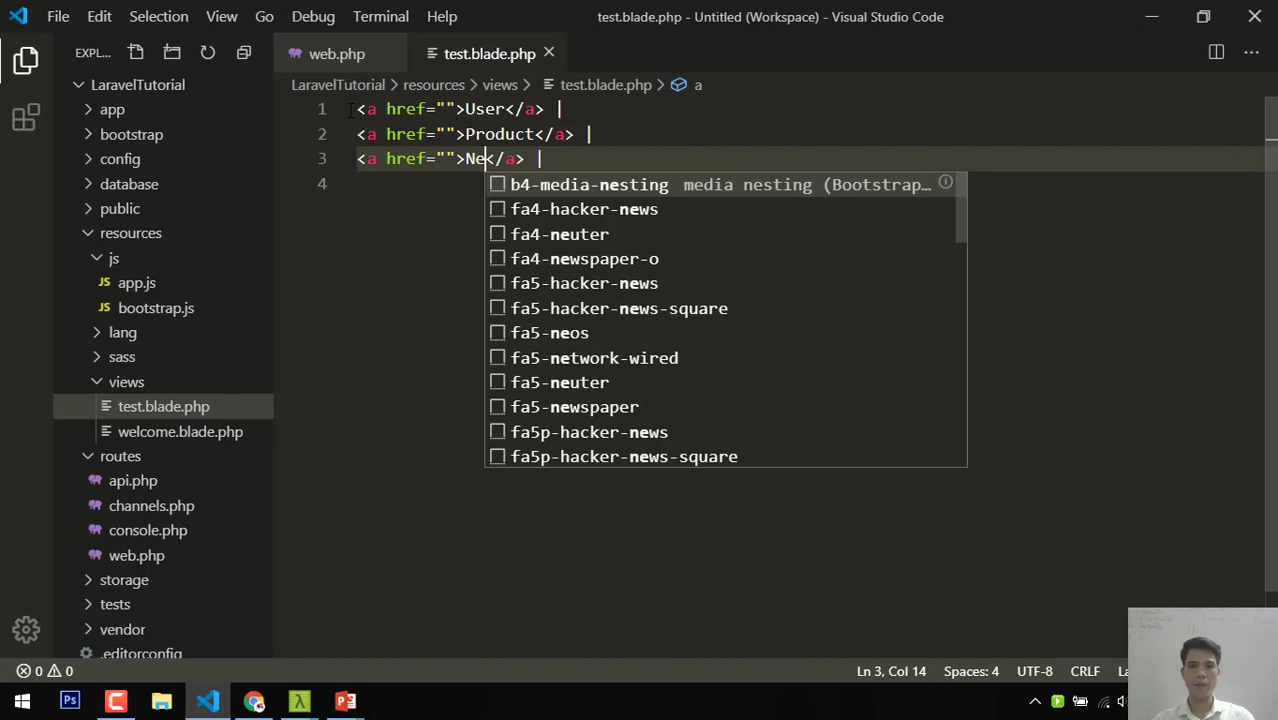 File Edit Selection View Go Debug Terminal Help test.blade.php - Untitled (Workspace) - Visual Studio Code
EXPL... web.php test.blade.php
LaravelTutorial LaravelTutorial > resources > views > test.blade.php > a
app
bootstrap
config
database
public
resources
js
app.js
bootstrap.js
lang
sass
views
test.blade.php
welcome.blade.php
routes
api.php
channels.php
console.php
web.php
storage
tests
vendor
.editorconfig
1 <a href="">User</a> |
2 <a href="">Product</a> |
3 <a href="">Ne</a> |
4
b4-media-nesting media nesting (Bootstrap...
fa4-hacker-news
fa4-neuter
fa4-newspaper-o
fa5-hacker-news
fa5-hacker-news-square
fa5-neos
fa5-network-wired
fa5-neuter
fa5-newspaper
fa5p-hacker-news
fa5p-hacker-news-square
0 0 Ln 3, Col 14 Spaces: 4 UTF-8 CRLF
Ps